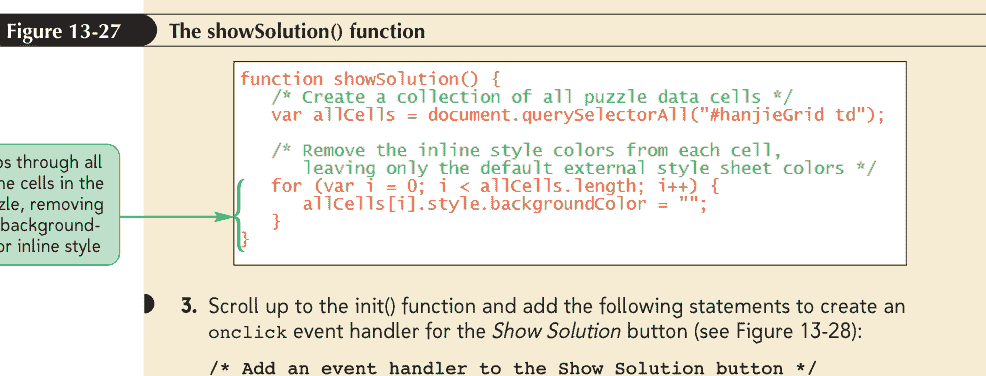 Figure 13-27 The showSolution() function
function showSolution() {
/* Create a collection of all puzzle data cells */
var allCells = document.querySelectorAll("#hanjieGrid td");
/* Remove the inline style colors from each cell,
leaving only the default external style sheet colors */
for (var i = 0; i < allCells.length; i++) {
allCells[i].style.backgroundColor = "";
}
}
through all
cells in the
removing
background-
inline style
3. Scroll up to the init() function and add the following statements to create an
onclick event handler for the Show Solution button (see Figure 13-28):
/* Add an event handler to the Show Solution button */